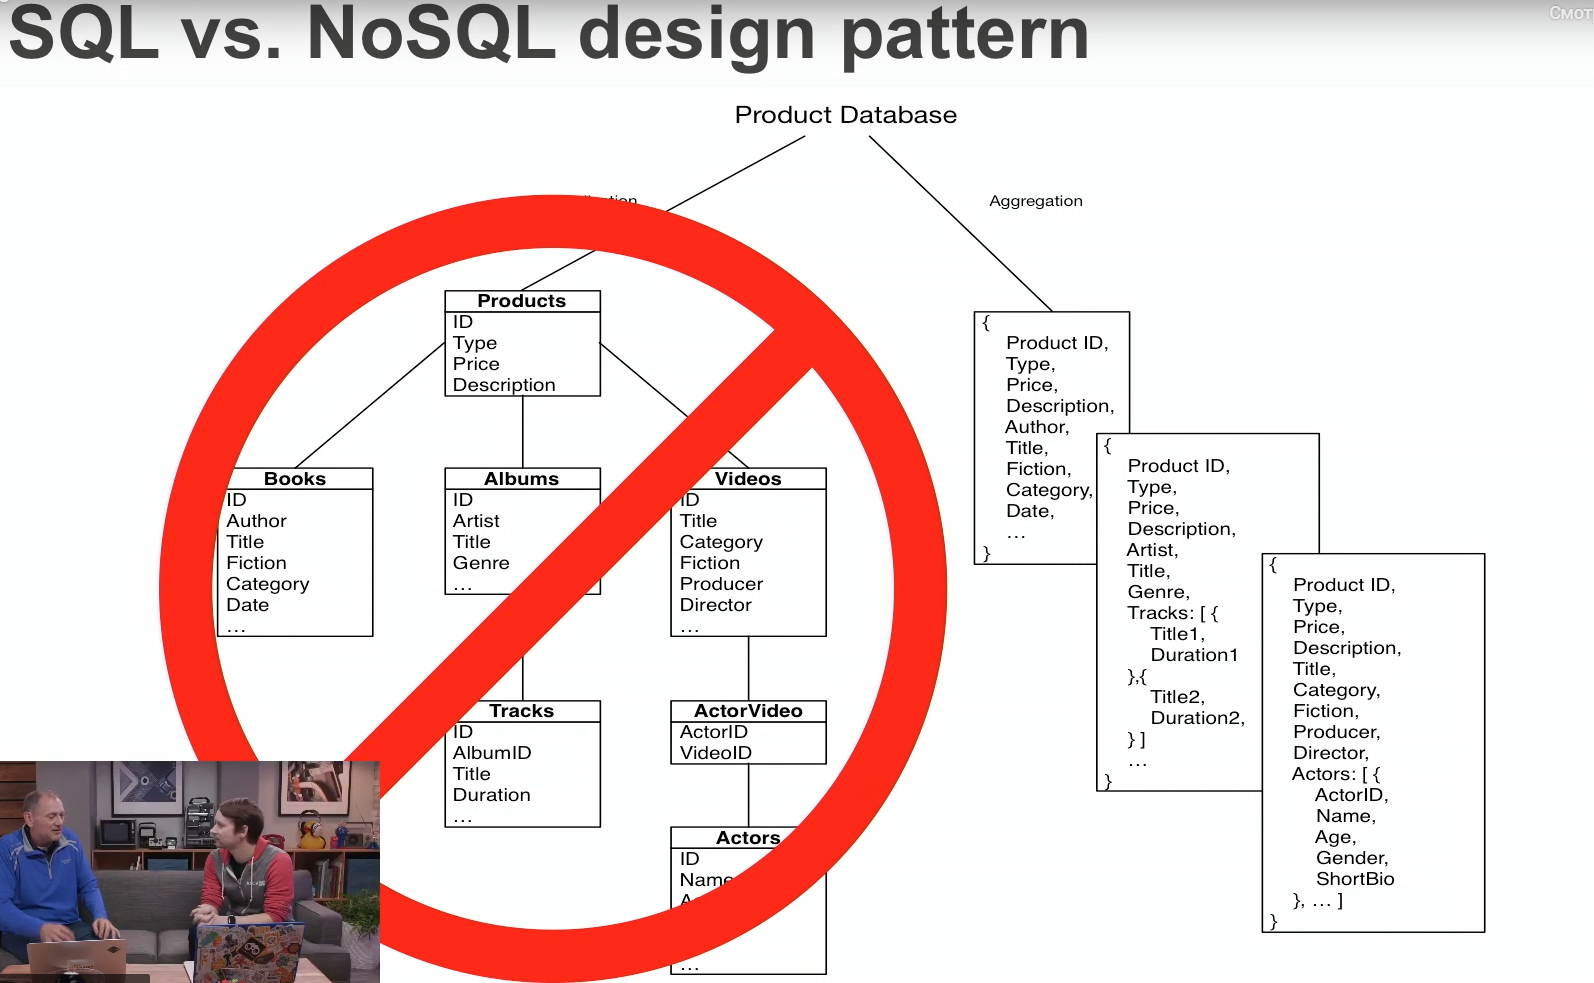 Смот
SQL vs. NoSQL design pattern
Product Database
Aggregation
Products
ID
Type
Price
Description
Books
ID
Author
Title
Fiction
Category
Date
...
Albums
ID
Artist
Title
Genre
...
Videos
ID
Title
Category
Fiction
Producer
Director
...
Tracks
ID
AlbumID
Title
Duration
...
ActorVideo
ActorID
VideoID
Actors
ID
Name
...
{
Product ID,
Type,
Price,
Description,
Author,
Title,
Fiction,
Category,
Date,
...
}
{
Product ID,
Type,
Price,
Description,
Artist,
Title,
Genre,
Tracks: [ {
Title1,
Duration1
},{
Title2,
Duration2,
} ]
...
}
{
Product ID,
Type,
Price,
Description,
Title,
Category,
Fiction,
Producer,
Director,
Actors: [ {
ActorID,
Name,
Age,
Gender,
ShortBio
}, ... ]
}